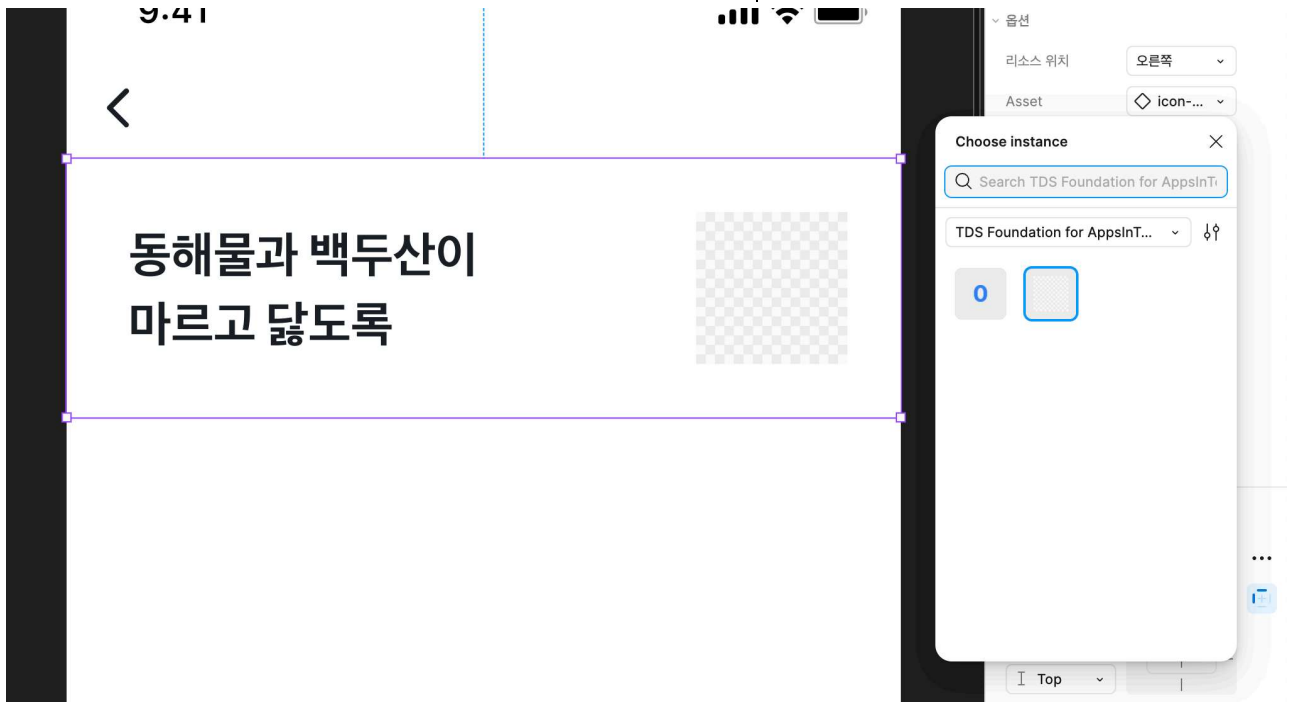 9:41
옵션
리소스 위치
오른쪽
Asset
icon-...
Choose instance
Search TDS Foundation for AppsInT
TDS Foundation for AppsInT...
0
동해물과 백두산이
마르고 닳도록
Top